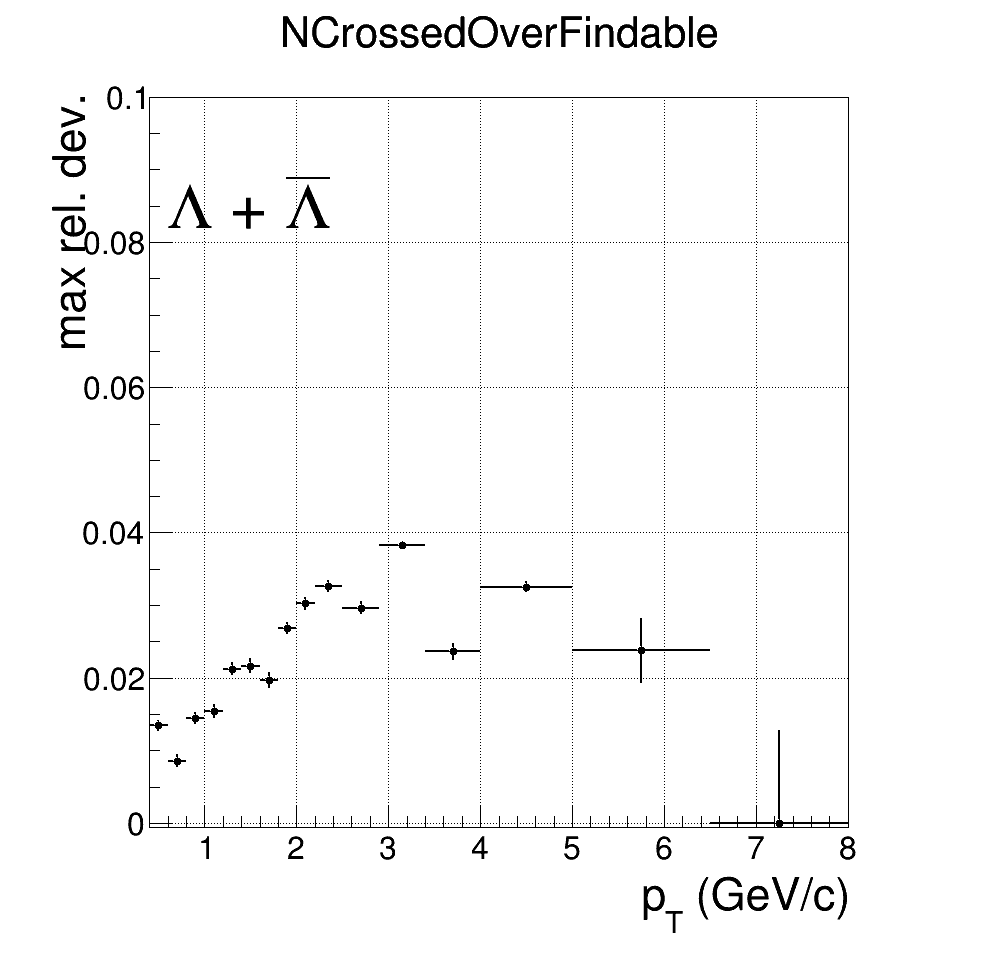 NCrossedOverFindable
max rel. dev.
0.1
0.08
0.06
0.04
0.02
0
Λ + Λ̅
1 2 3 4 5 6 7 8
p_T (GeV/c)